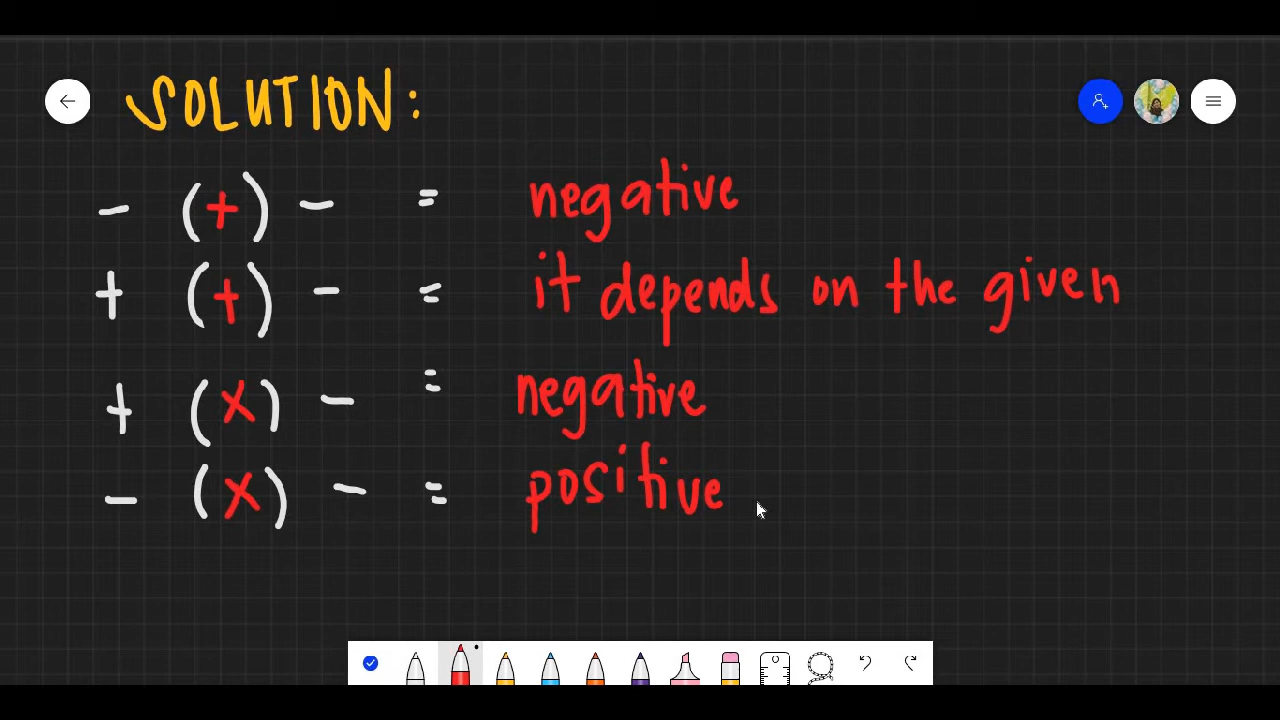 SOLUTION:
- (+) - = negative
+ (+) - = it depends on the given
+ (x) - = negative
- (x) - = positive